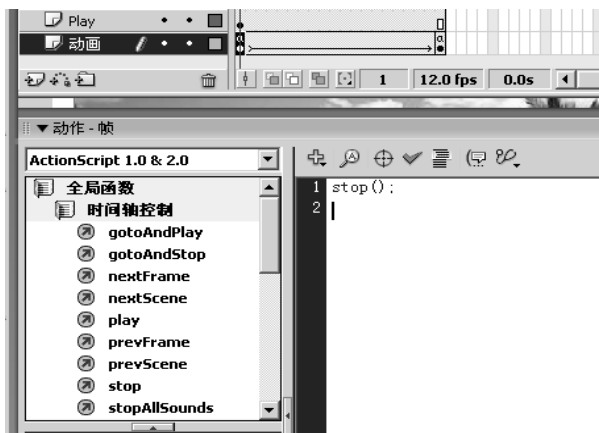 Play
动画
a
a
1 12.0 fps 0.0s
动作 - 帧
ActionScript 1.0 & 2.0
全局函数
时间轴控制
gotoAndPlay
gotoAndStop
nextFrame
nextScene
play
prevFrame
prevScene
stop
stopAllSounds
1 stop();
2